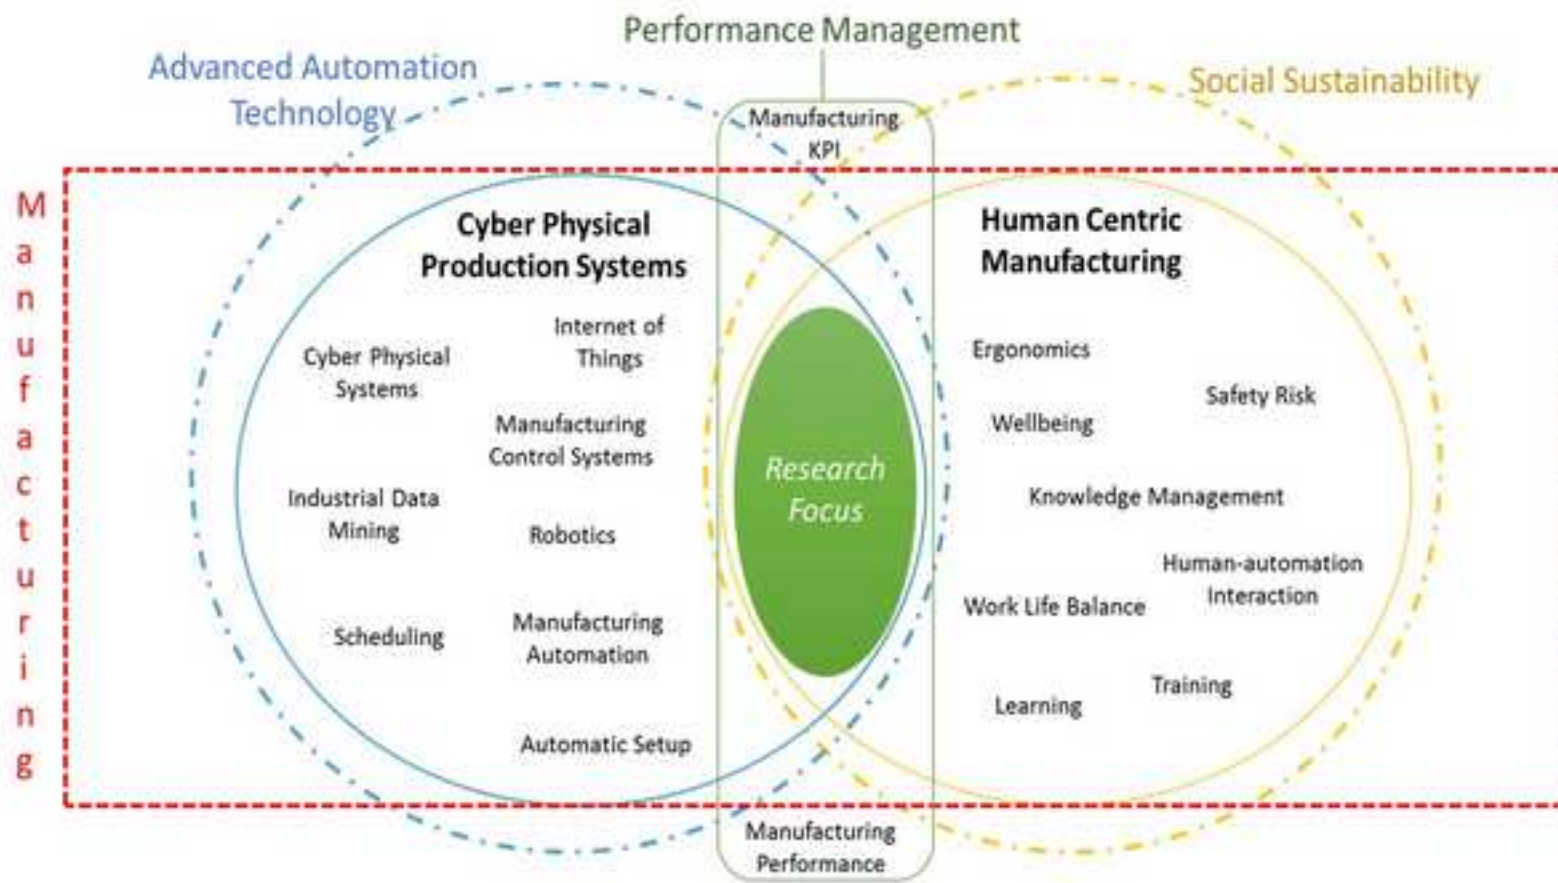 Performance Management
Advanced Automation
Technology
Social Sustainability
Manufacturing
KPI
Manufacturing
Cyber Physical
Production Systems
Internet of
Things
Cyber Physical
Systems
Manufacturing
Control Systems
Industrial Data
Mining
Robotics
Scheduling
Manufacturing
Automation
Automatic Setup
Research
Focus
Human Centric
Manufacturing
Ergonomics
Safety Risk
Wellbeing
Knowledge Management
Human-automation
Interaction
Work Life Balance
Training
Learning
Manufacturing
Performance